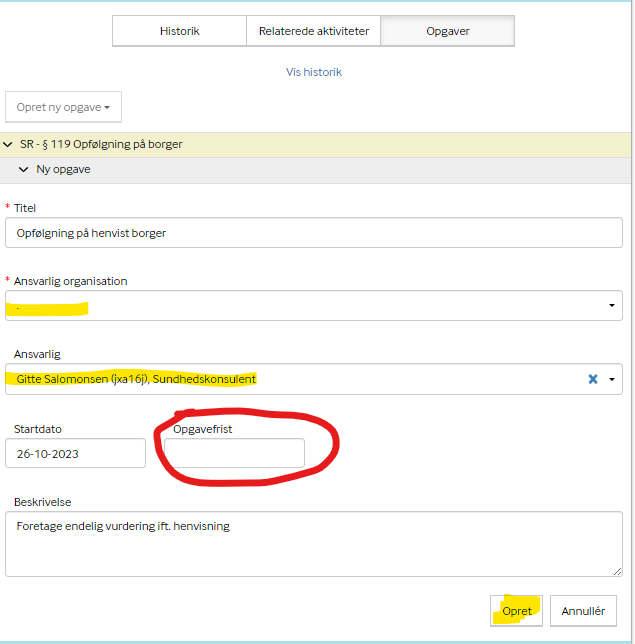 Historik Relaterede aktiviteter Opgaver
Vis historik
Opret ny opgave
SR - § 119 Opfølgning på borger
Ny opgave
* Titel
Opfølgning på henvist borger
* Ansvarlig organisation
Ansvarlig
Gitte Salomonsen (jxa16j), Sundhedskonsulent
Startdato Opgavefrist
26-10-2023
Beskrivelse
Foretage endelig vurdering ift. henvisning
Opret Annullér